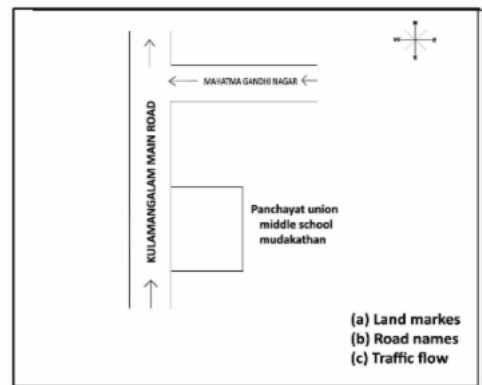 N
W E
S
MAHATMA GANDHI NAGAR
KULAMANGALAM MAIN ROAD
Panchayat union
middle school
mudakathan
(a) Land markes
(b) Road names
(c) Traffic flow